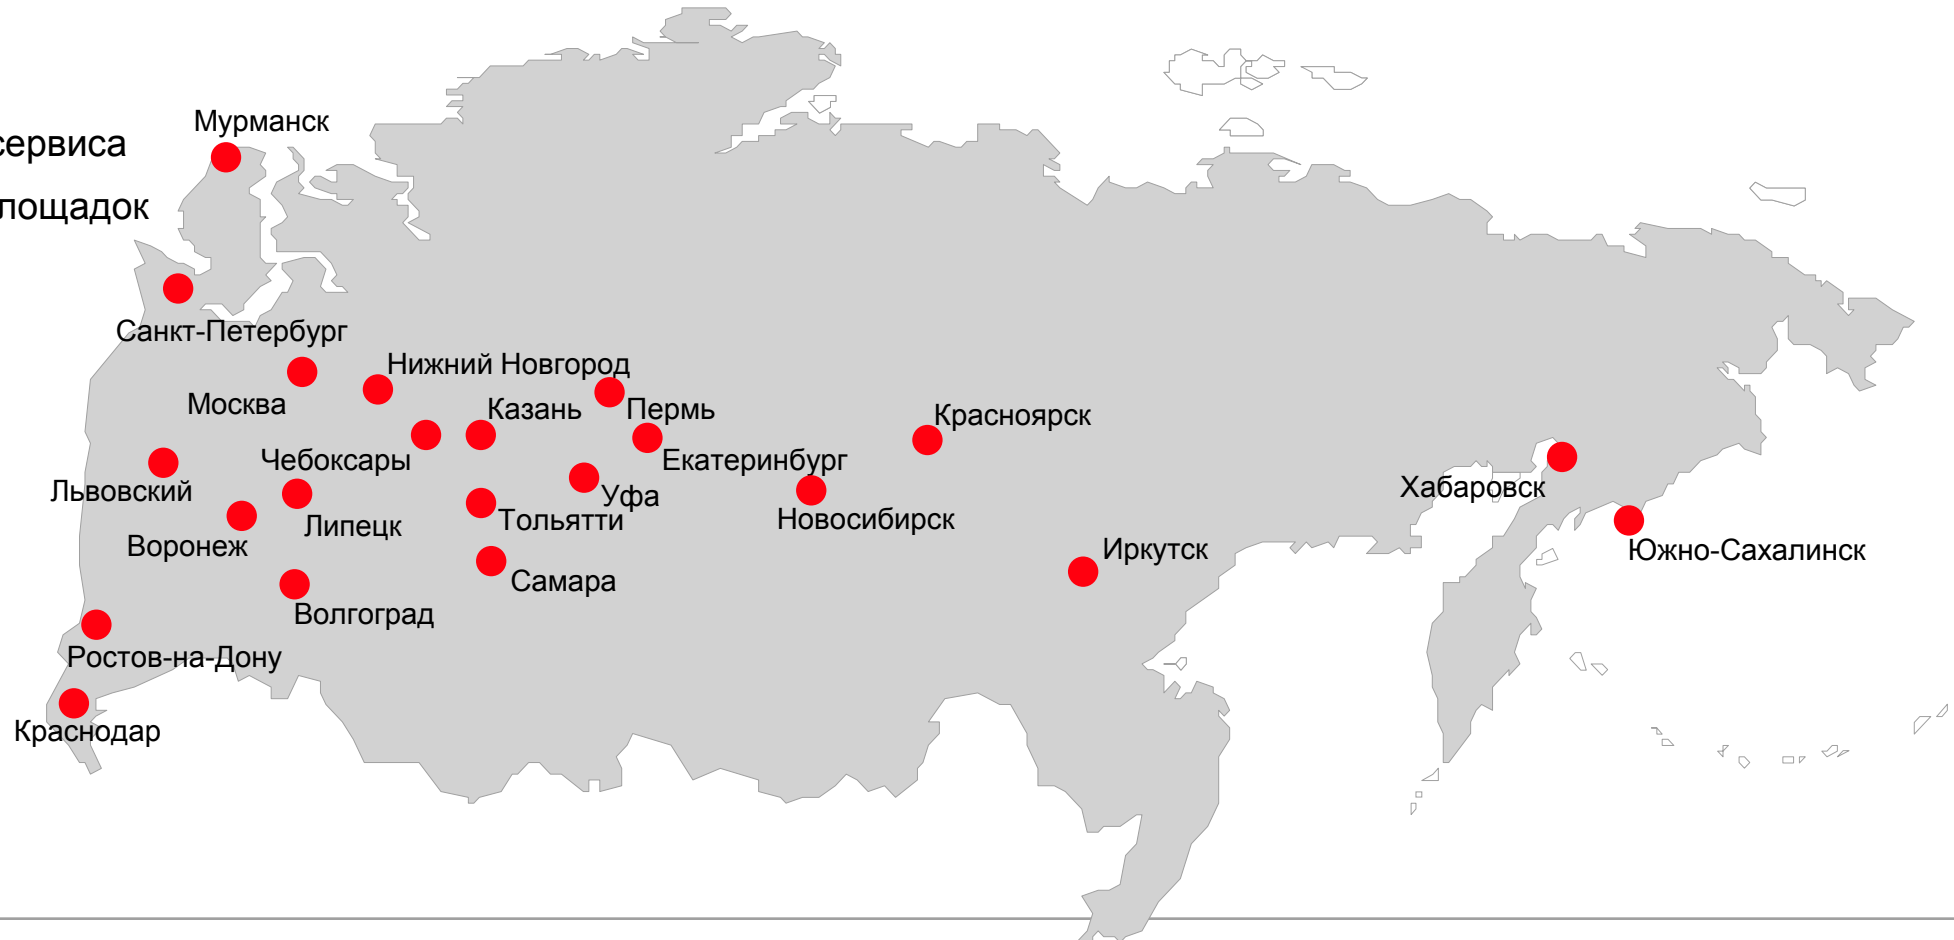 Мурманск
сервиса
площадок
Санкт-Петербург
Нижний Новгород
Москва
Казань
Пермь
Красноярск
Чебоксары
Екатеринбург
Львовский
Уфа
Хабаровск
Липецк
Тольятти
Новосибирск
Воронеж
Иркутск
Южно-Сахалинск
Самара
Волгоград
Ростов-на-Дону
Краснодар